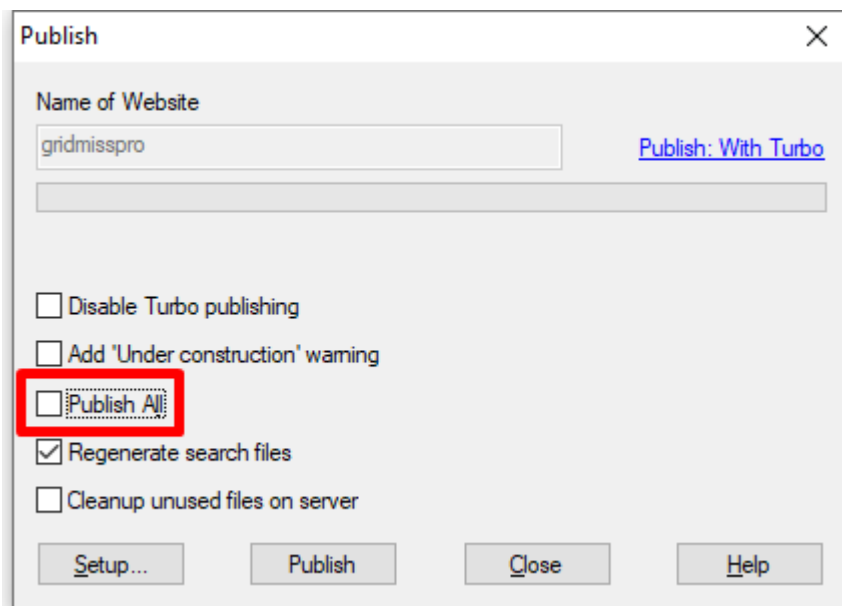 Publish
Name of Website
gridmisspro
Publish: With Turbo
Disable Turbo publishing
Add "Under construction" warning
Publish All
Regenerate search files
Cleanup unused files on server
Setup... Publish Close Help